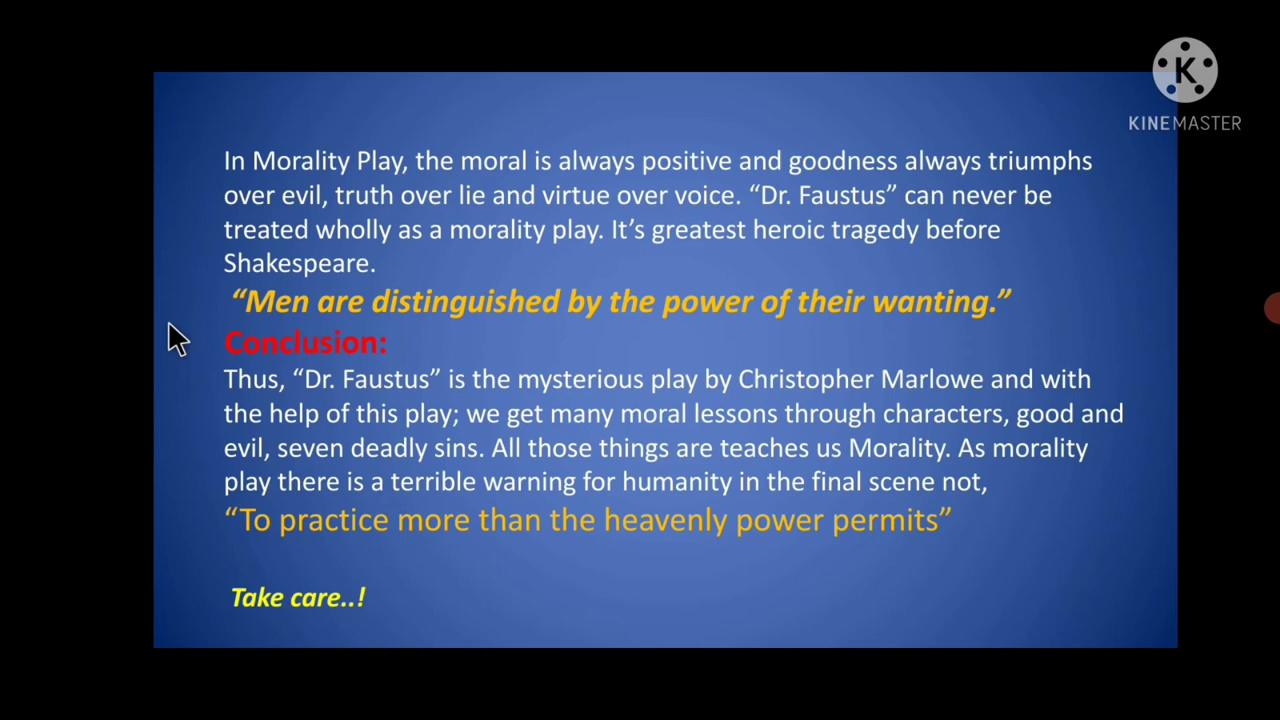 K
KINEMASTER
In Morality Play, the moral is always positive and goodness always triumphs
over evil, truth over lie and virtue over voice. “Dr. Faustus” can never be
treated wholly as a morality play. It’s greatest heroic tragedy before
Shakespeare.
“Men are distinguished by the power of their wanting.”
Conclusion:
Thus, “Dr. Faustus” is the mysterious play by Christopher Marlowe and with
the help of this play; we get many moral lessons through characters, good and
evil, seven deadly sins. All those things are teaches us Morality. As morality
play there is a terrible warning for humanity in the final scene not,
“To practice more than the heavenly power permits”
Take care..!